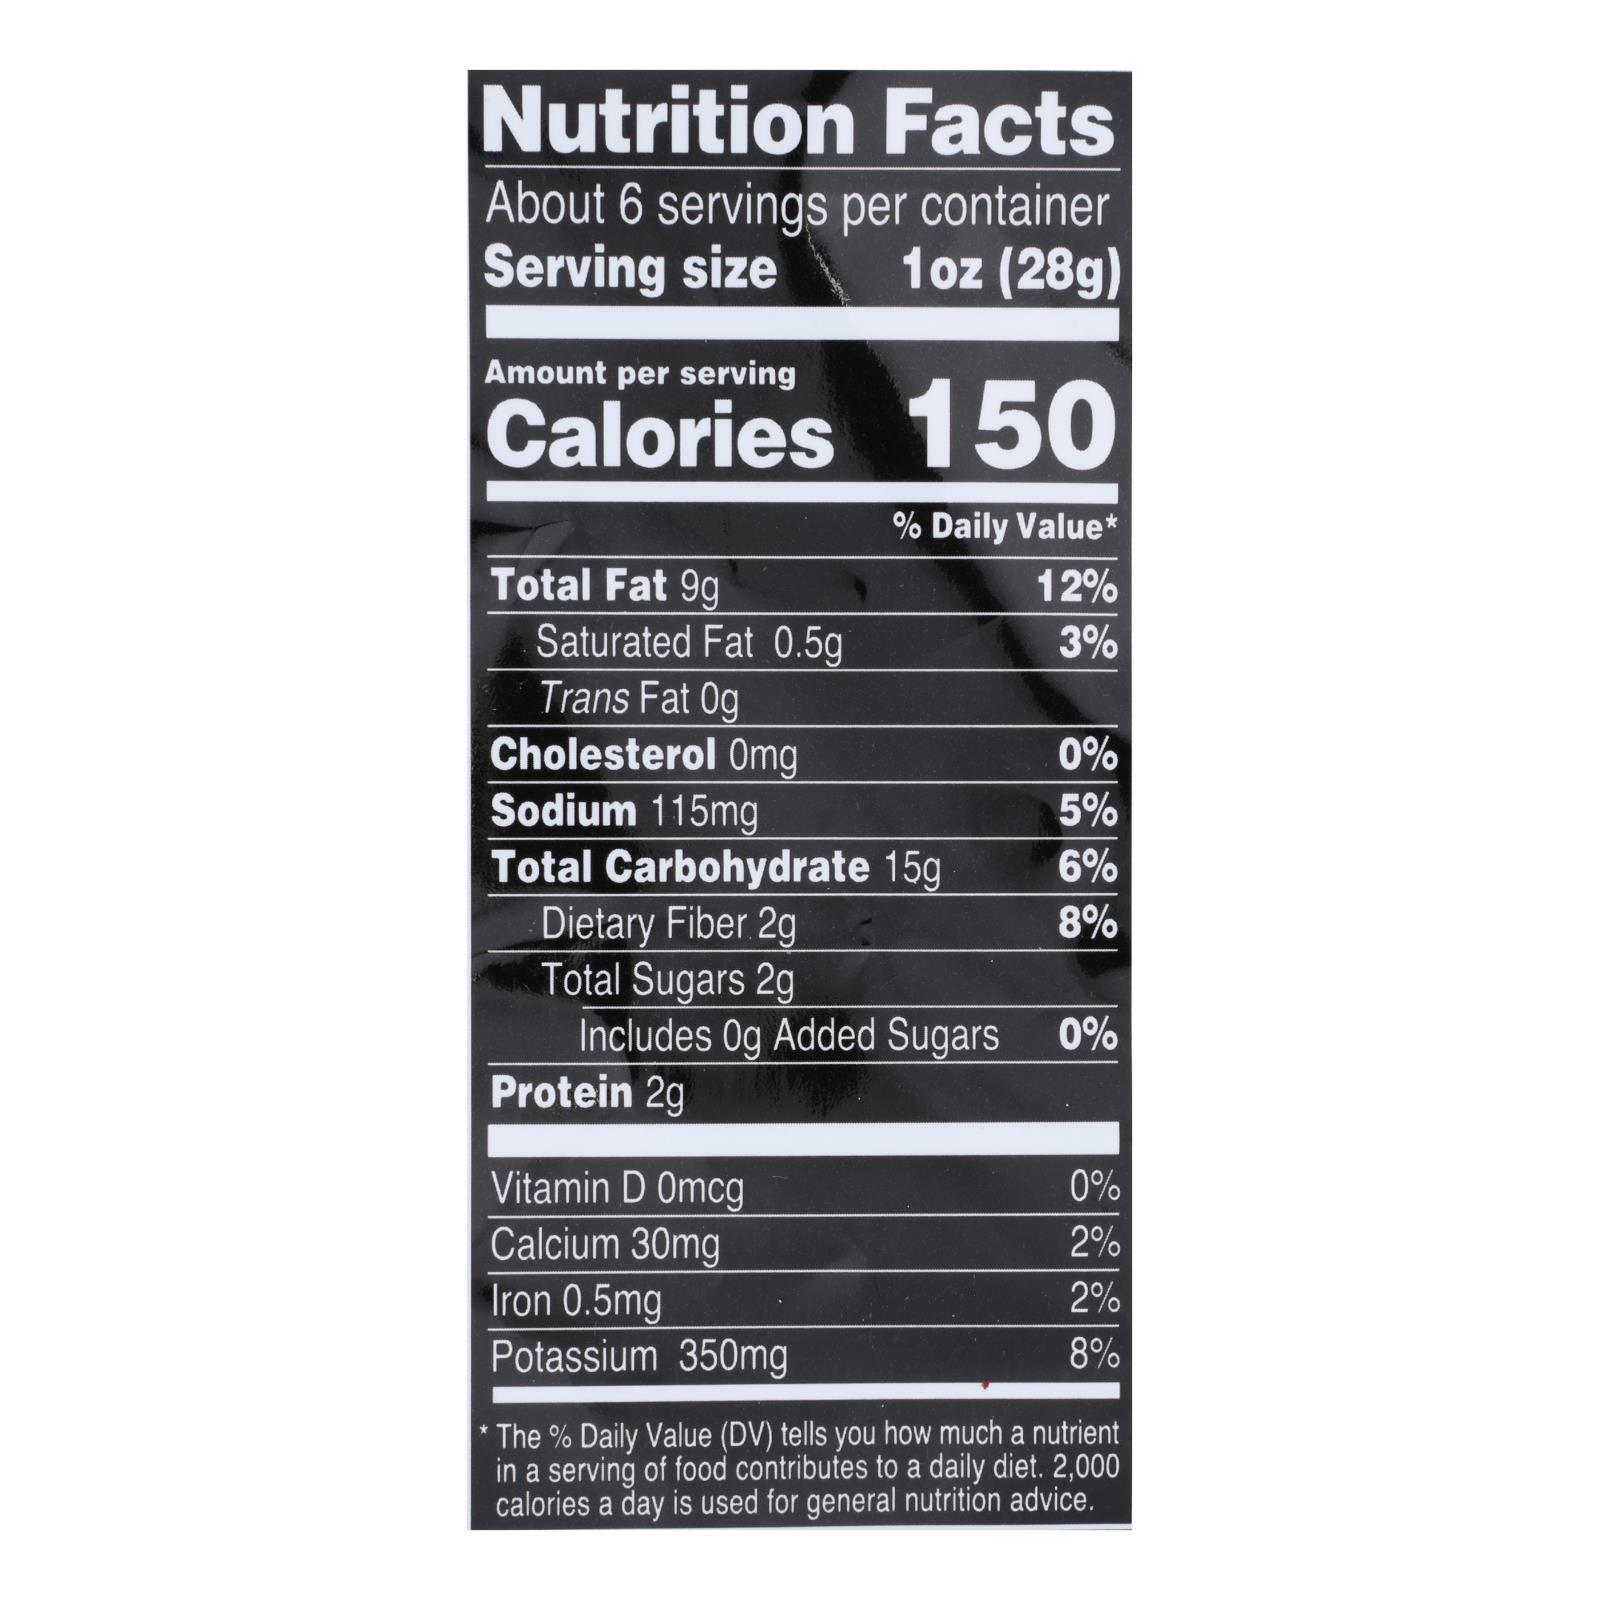 Nutrition Facts
About 6 servings per container
Serving size 1oz (28g)
Amount per serving
Calories 150
% Daily Value*
Total Fat 9g 12%
Saturated Fat 0.5g 3%
Trans Fat 0g
Cholesterol 0mg 0%
Sodium 115mg 5%
Total Carbohydrate 15g 6%
Dietary Fiber 2g 8%
Total Sugars 2g
Includes 0g Added Sugars 0%
Protein 2g
Vitamin D 0mcg 0%
Calcium 30mg 2%
Iron 0.5mg 2%
Potassium 350mg 8%
* The % Daily Value (DV) tells you how much a nutrient
in a serving of food contributes to a daily diet. 2,000
calories a day is used for general nutrition advice.